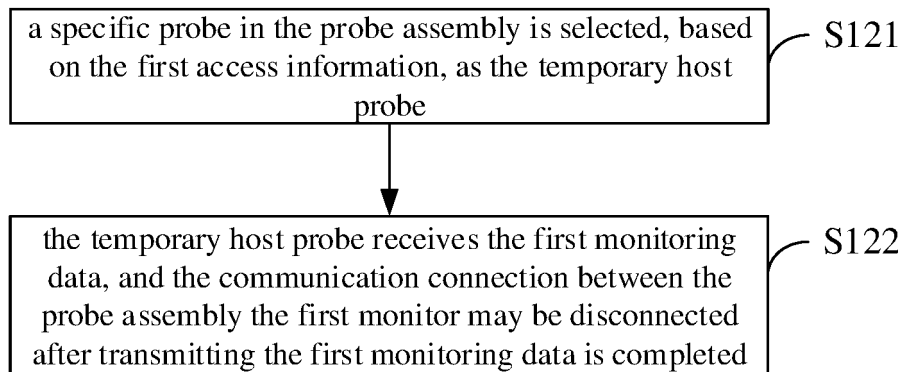 a specific probe in the probe assembly is selected, based
on the first access information, as the temporary host
probe
S121
the temporary host probe receives the first monitoring
data, and the communication connection between the
probe assembly the first monitor may be disconnected
after transmitting the first monitoring data is completed
S122